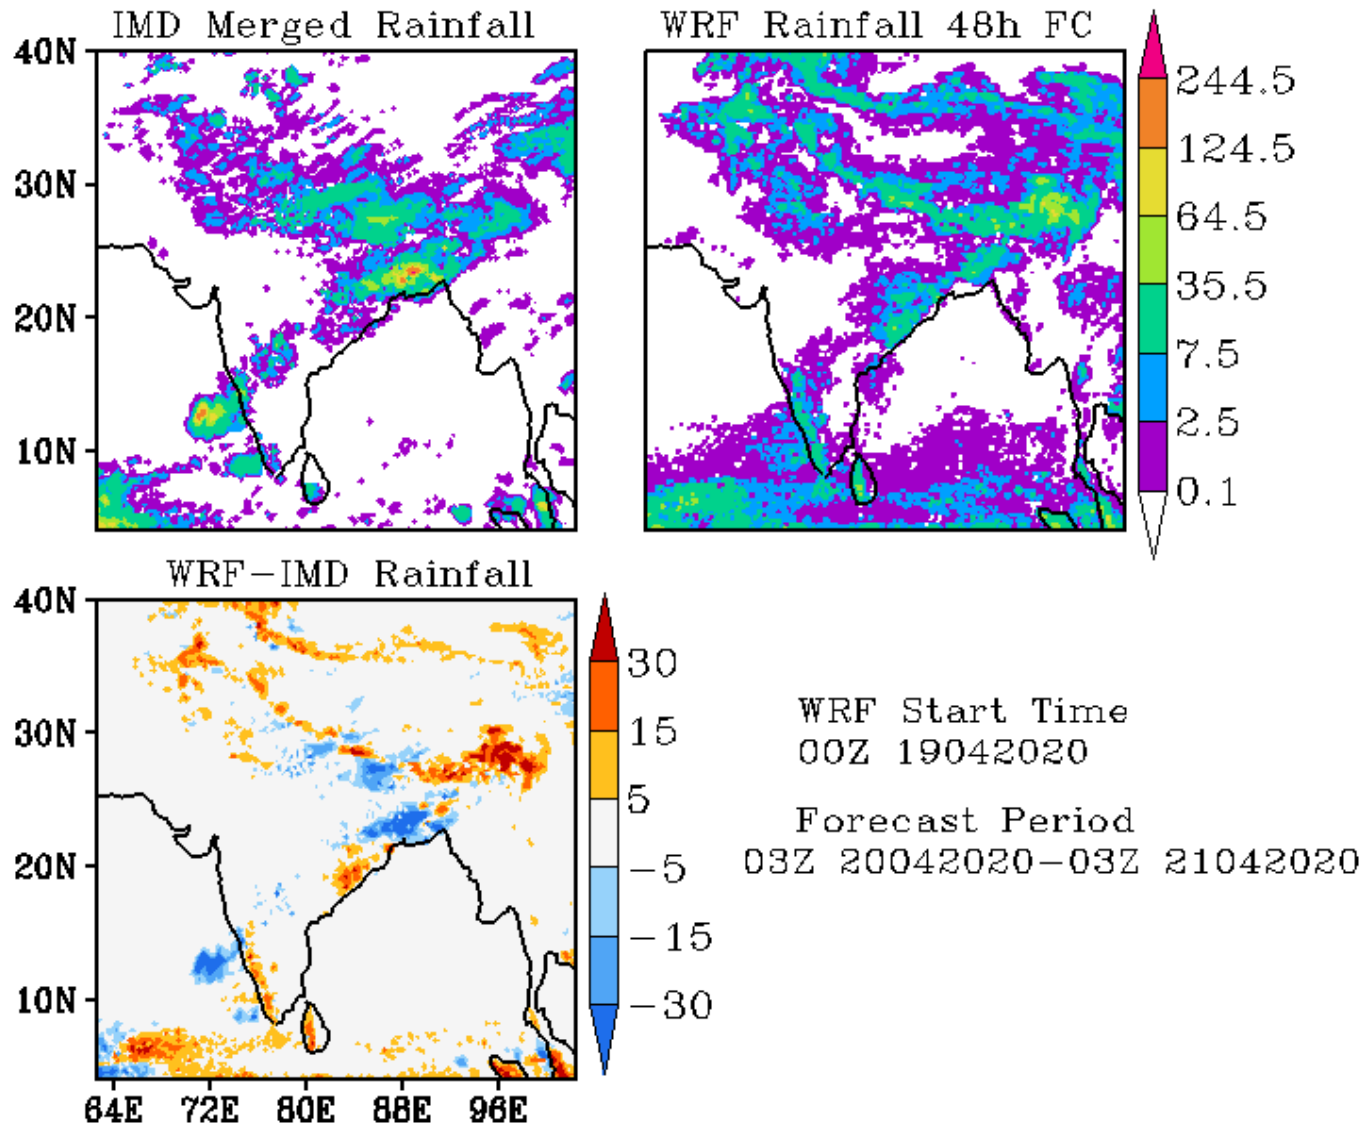 IMD Merged Rainfall
WRF Rainfall 48h FC
40N
30N
20N
10N
244.5
124.5
64.5
35.5
7.5
2.5
0.1
WRF-IMD Rainfall
40N
30N
20N
10N
64E 72E 80E 88E 96E
30
15
5
-5
-15
-30
WRF Start Time
00Z 19042020
Forecast Period
03Z 20042020-03Z 21042020